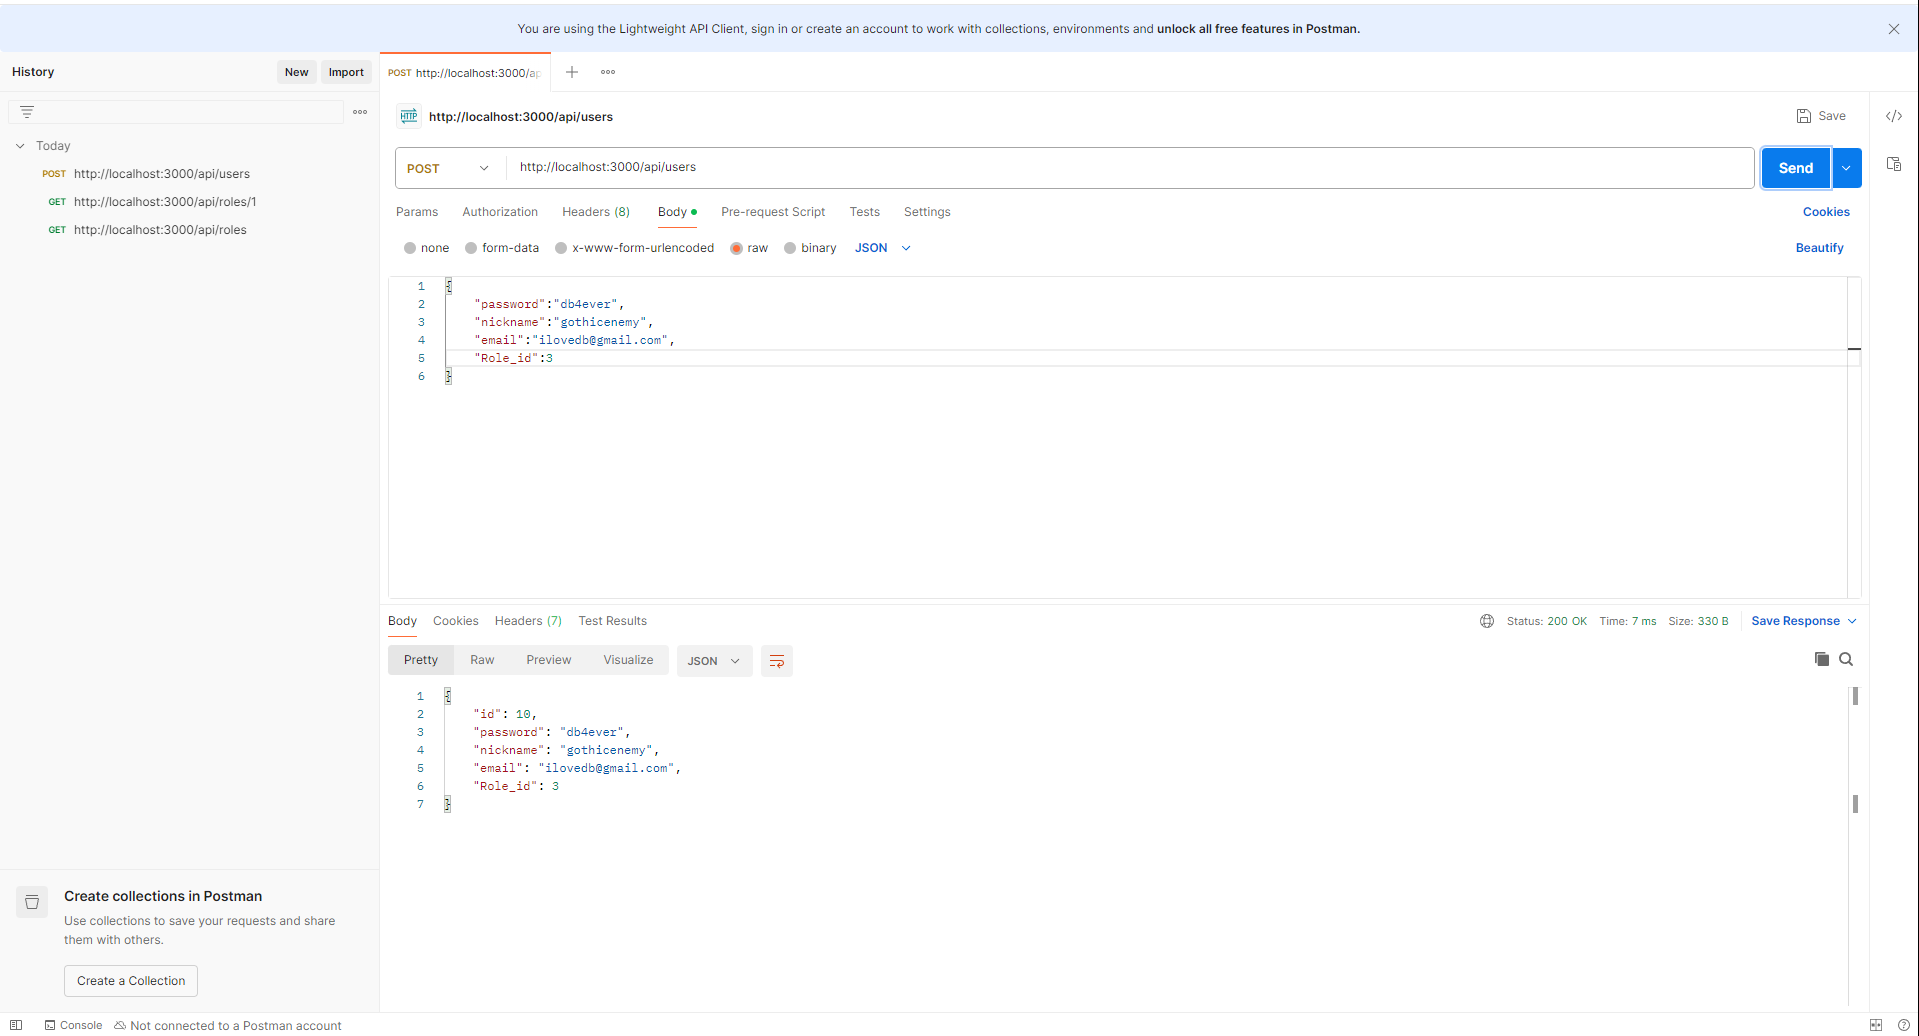 You are using the Lightweight API Client, sign in or create an account to work with collections, environments and unlock all free features in Postman.
History
New
Import
POST http://localhost:3000/ap
Today
POST http://localhost:3000/api/users
GET http://localhost:3000/api/roles/1
GET http://localhost:3000/api/roles
HTTP http://localhost:3000/api/users
Save
POST http://localhost:3000/api/users
Send
Params Authorization Headers (8) Body Pre-request Script Tests Settings Cookies
none form-data x-www-form-urlencoded raw binary JSON Beautify
1 {
2 "password":"db4ever",
3 "nickname":"gothicenemy",
4 "email":"ilovedb@gmail.com",
5 "Role_id":3
6 }
Body Cookies Headers (7) Test Results Status: 200 OK Time: 7 ms Size: 330 B Save Response
Pretty Raw Preview Visualize JSON
1 {
2 "id": 10,
3 "password": "db4ever",
4 "nickname": "gothicenemy",
5 "email": "ilovedb@gmail.com",
6 "Role_id": 3
7 }
Create collections in Postman
Use collections to save your requests and share
them with others.
Create a Collection
Console Not connected to a Postman account